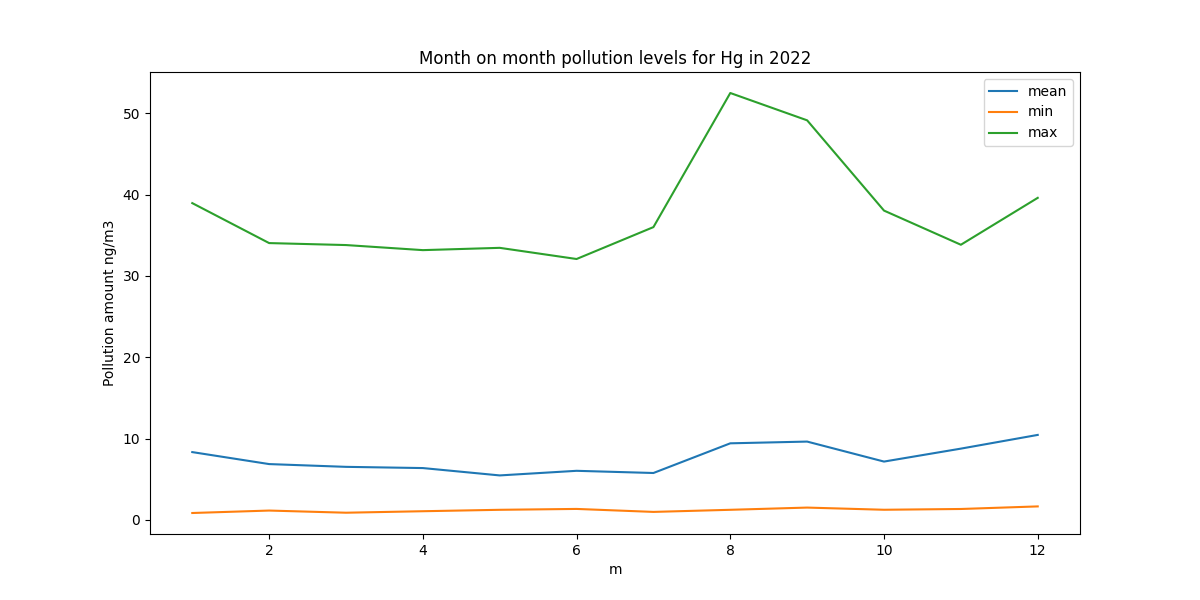 Month on month pollution levels for Hg in 2022
mean
min
max
Pollution amount ng/m3
50
40
30
20
10
0
2 4 6 8 10 12
m